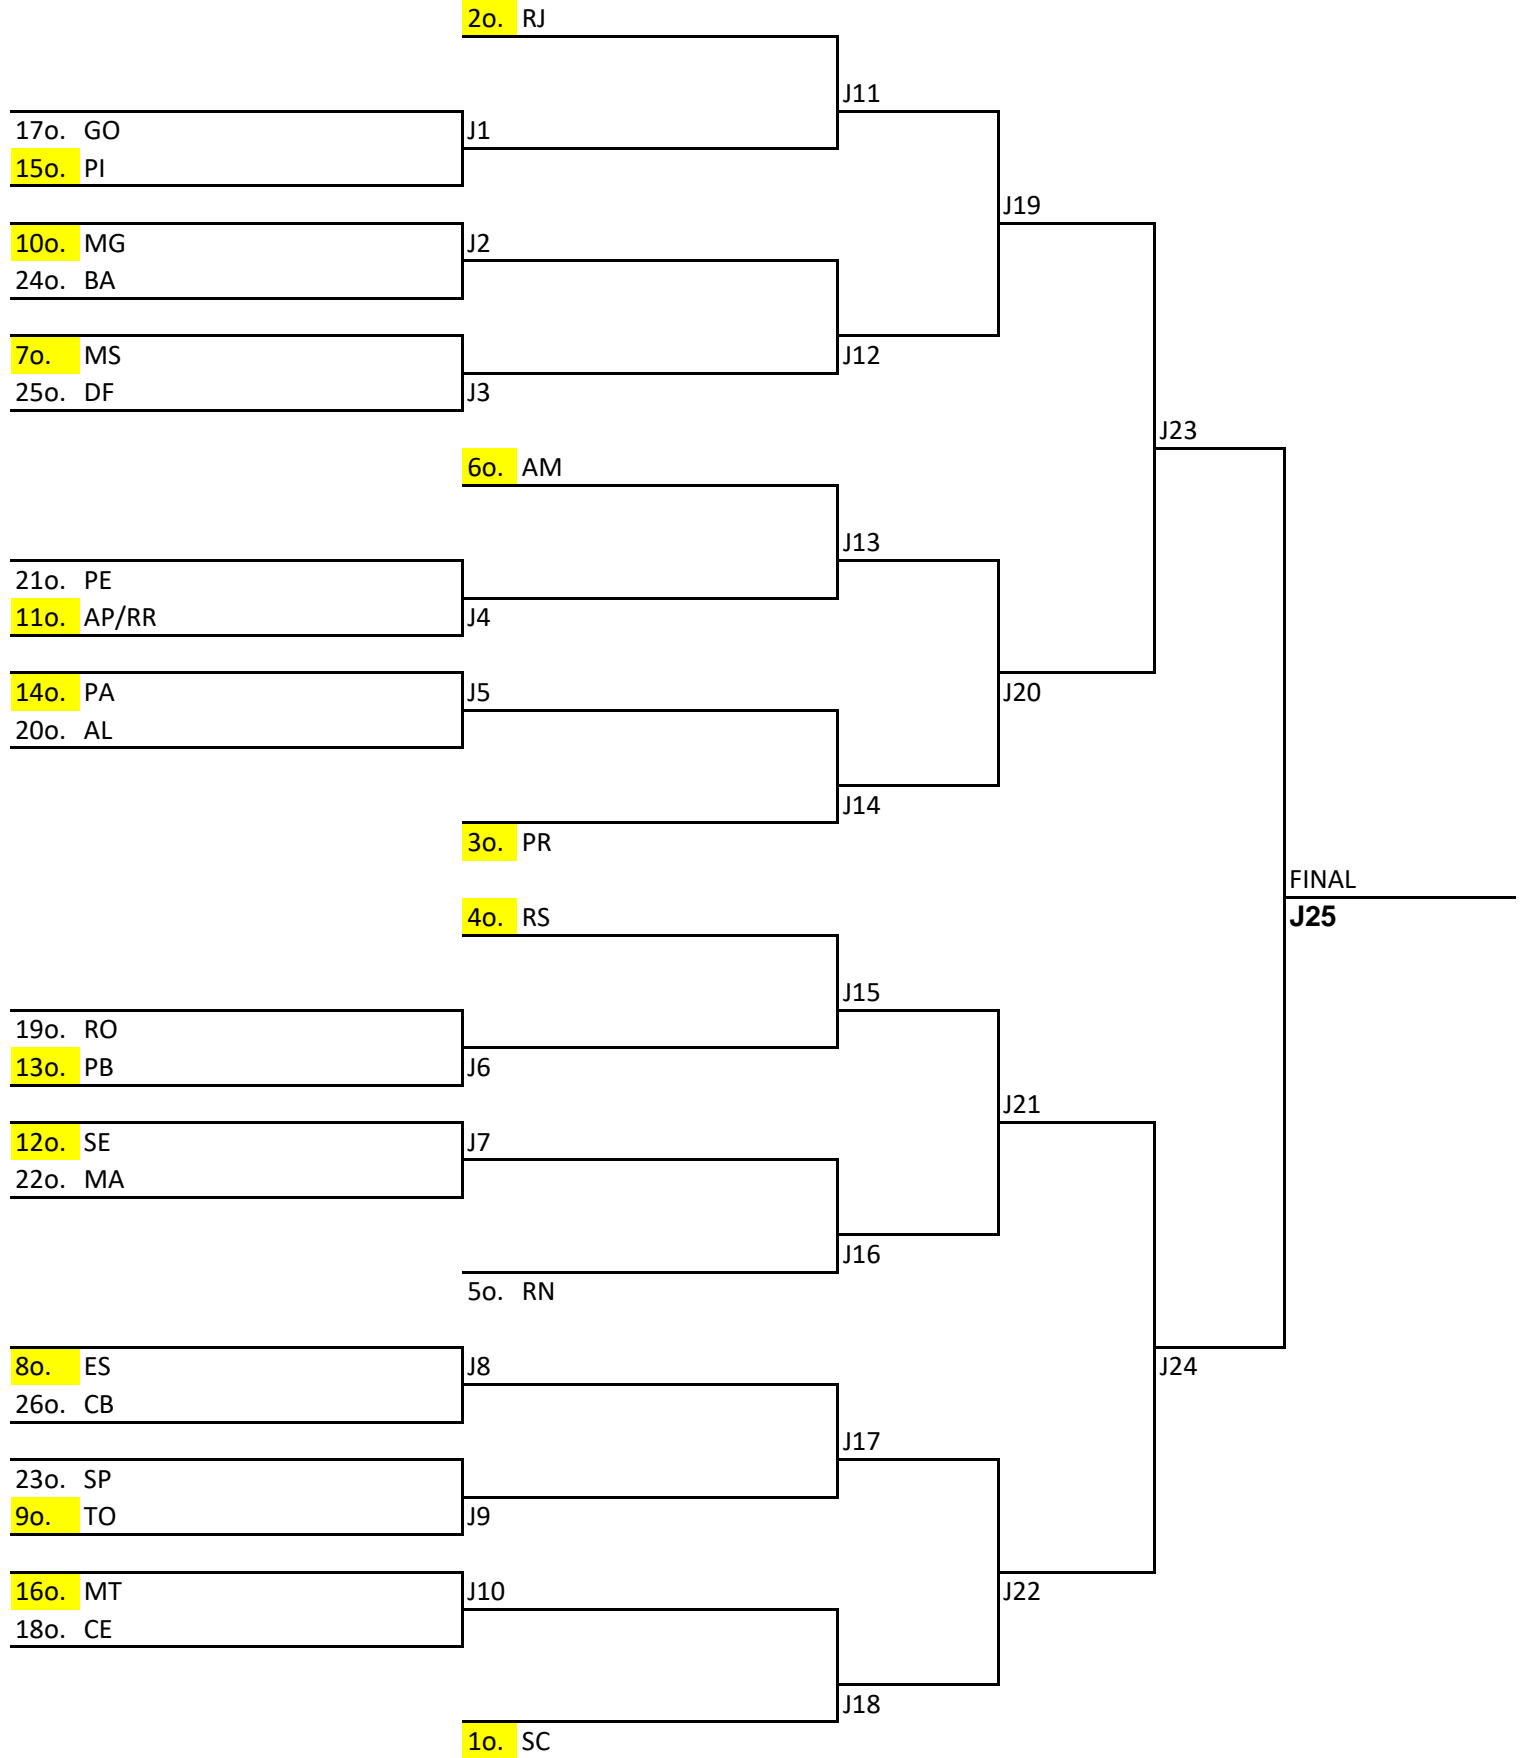 2o. RJ
J11
17o. GO J1
15o. PI
J19
10o. MG J2
24o. BA
7o. MS J12
25o. DF J3
J23
6o. AM
J13
21o. PE
11o. AP/RR J4
14o. PA J5 J20
20o. AL
J14
3o. PR
FINAL
4o. RS J25
J15
19o. RO
13o. PB J6
J21
12o. SE J7
22o. MA
J16
5o. RN
8o. ES J8 J24
26o. CB
J17
23o. SP
9o. TO J9
16o. MT J10 J22
18o. CE
J18
1o. SC